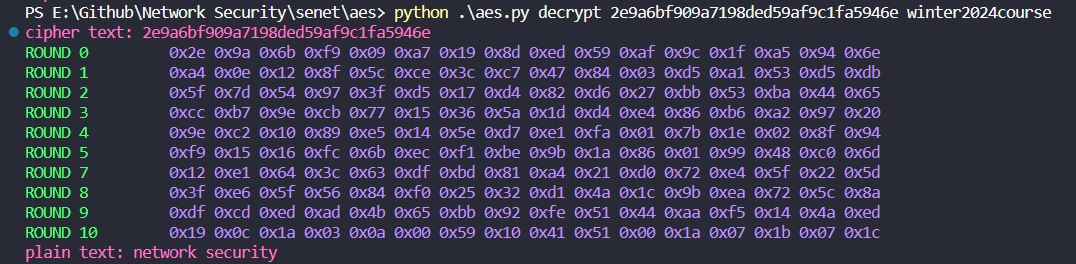 PS E:\Github\Network Security\senet\aes> python .\aes.py decrypt 2e9a6bf909a7198ded59af9c1fa5946e winter2024course
cipher text: 2e9a6bf909a7198ded59af9c1fa5946e
ROUND 0 0x2e 0x9a 0x6b 0xf9 0x09 0xa7 0x19 0x8d 0xed 0x59 0xaf 0x9c 0x1f 0xa5 0x94 0x6e
ROUND 1 0xa4 0x0e 0x12 0x8f 0x5c 0xce 0x3c 0xc7 0x47 0x84 0x03 0xd5 0xa1 0x53 0xd5 0xdb
ROUND 2 0x5f 0x7d 0x54 0x97 0x3f 0xd5 0x17 0xd4 0x82 0xd6 0x27 0xbb 0x53 0xba 0x44 0x65
ROUND 3 0xcc 0xb7 0x9e 0xcb 0x77 0x15 0x36 0x5a 0x1d 0xd4 0xe4 0x86 0xb6 0xa2 0x97 0x20
ROUND 4 0x9e 0xc2 0x10 0x89 0xe5 0x14 0x5e 0xd7 0xe1 0xfa 0x01 0x7b 0x1e 0x02 0x8f 0x94
ROUND 5 0xf9 0x15 0x16 0xfc 0x6b 0xec 0xf1 0xbe 0x9b 0x1a 0x86 0x01 0x99 0x48 0xc0 0x6d
ROUND 7 0x12 0xe1 0x64 0x3c 0x63 0xdf 0xbd 0x81 0xa4 0x21 0xd0 0x72 0xe4 0x5f 0x22 0x5d
ROUND 8 0x3f 0xe6 0x5f 0x56 0x84 0xf0 0x25 0x32 0xd1 0x4a 0x1c 0x9b 0xea 0x72 0x5c 0x8a
ROUND 9 0xdf 0xcd 0xed 0xad 0x4b 0x65 0xbb 0x92 0xfe 0x51 0x44 0xaa 0xf5 0x14 0x4a 0xed
ROUND 10 0x19 0x0c 0x1a 0x03 0x0a 0x00 0x59 0x10 0x41 0x51 0x00 0x1a 0x07 0x1b 0x07 0x1c
plain text: network security